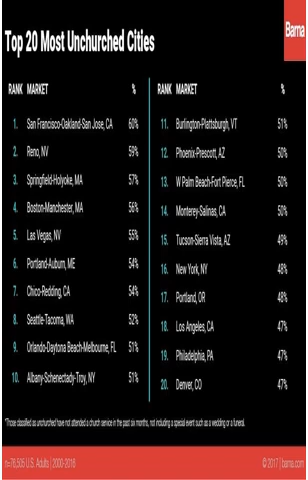 Barna
Top 20 Most Unchurched Cities
RANK MARKET %
1. San Francisco-Oakland-San Jose, CA 60%
2. Reno, NV 59%
3. Springfield-Holyoke, MA 57%
4. Boston-Manchester, MA 56%
5. Las Vegas, NV 55%
6. Portland-Auburn, ME 54%
7. Chico-Redding, CA 54%
8. Seattle-Tacoma, WA 52%
9. Orlando-Daytona Beach-Melbourne, FL 51%
10. Albany-Schenectady-Troy, NY 51%
RANK MARKET %
11. Burlington-Plattsburgh, VT 51%
12. Phoenix-Prescott, AZ 50%
13. W Palm Beach-Fort Pierce, FL 50%
14. Monterey-Salinas, CA 50%
15. Tucson-Sierra Vista, AZ 49%
16. New York, NY 48%
17. Portland, OR 48%
18. Los Angeles, CA 47%
19. Philadelphia, PA 47%
20. Denver, CO 47%
*Those classified as unchurched have not attended a church service in the past six months, not including a special event such as a wedding or a funeral.
n=76,505 U.S. Adults | 2000-2016
© 2017 | barna.com